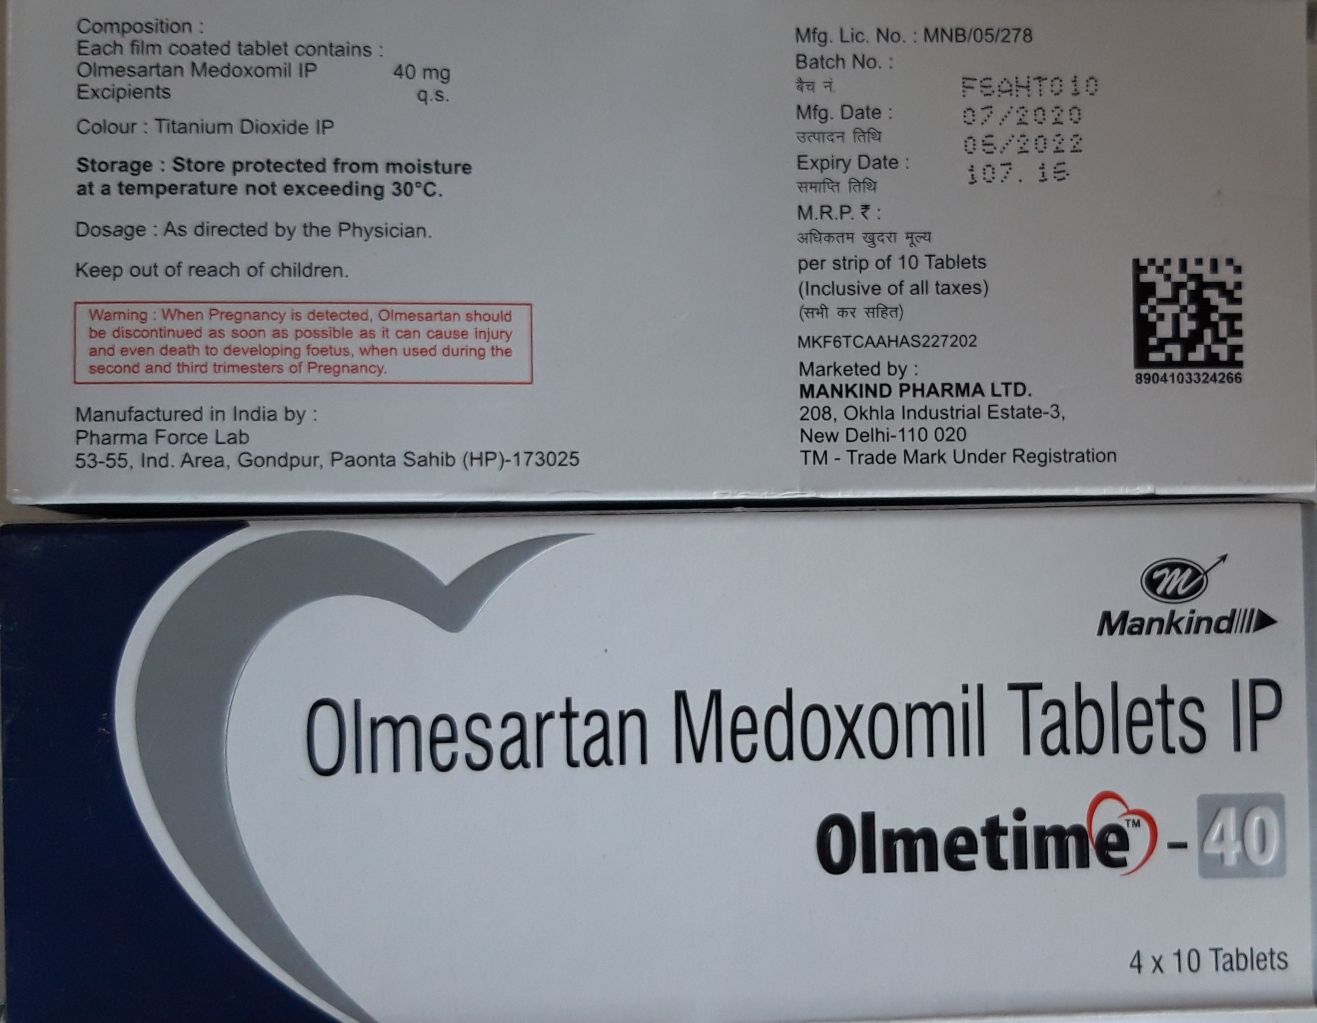 Composition :
Each film coated tablet contains :
Olmesartan Medoxomil IP 40 mg
Excipients q.s.
Colour : Titanium Dioxide IP
Storage : Store protected from moisture
at a temperature not exceeding 30°C.
Dosage : As directed by the Physician.
Keep out of reach of children.
Warning : When Pregnancy is detected, Olmesartan should
be discontinued as soon as possible as it can cause injury
and even death to developing foetus, when used during the
second and third trimesters of Pregnancy.
Manufactured in India by :
Pharma Force Lab
53-55, Ind. Area, Gondpur, Paonta Sahib (HP)-173025
Mfg. Lic. No. : MNB/05/278
Batch No. :
बैच नं.
F6AHT010
Mfg. Date :
07/2020
उत्पादन तिथि
06/2022
Expiry Date :
107.16
समाप्ति तिथि
M.R.P. ₹ :
अधिकतम खुदरा मूल्य
per strip of 10 Tablets
(Inclusive of all taxes)
(सभी कर सहित)
MKF6TCAAHAS227202
8904103324266
Marketed by :
MANKIND PHARMA LTD.
208, Okhla Industrial Estate-3,
New Delhi-110 020
TM - Trade Mark Under Registration
m
Mankind
Olmesartan Medoxomil Tablets IP
Olmetime™-40
4 x 10 Tablets